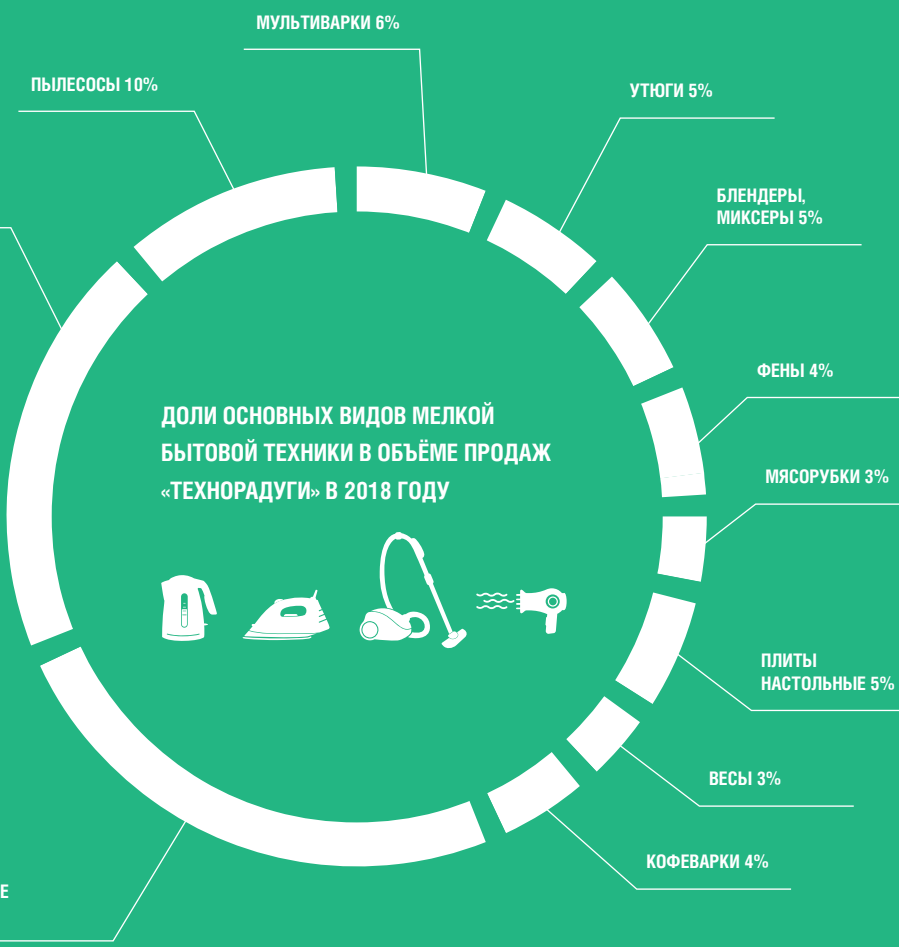 МУЛЬТИВАРКИ 6%
ПЫЛЕСОСЫ 10%
УТЮГИ 5%
БЛЕНДЕРЫ,
МИКСЕРЫ 5%
ФЕНЫ 4%
МЯСОРУБКИ 3%
ДОЛИ ОСНОВНЫХ ВИДОВ МЕЛКОЙ
БЫТОВОЙ ТЕХНИКИ В ОБЪЁМЕ ПРОДАЖ
«ТЕХНОРАДУГИ» В 2018 ГОДУ
ПЛИТЫ
НАСТОЛЬНЫЕ 5%
ВЕСЫ 3%
КОФЕВАРКИ 4%